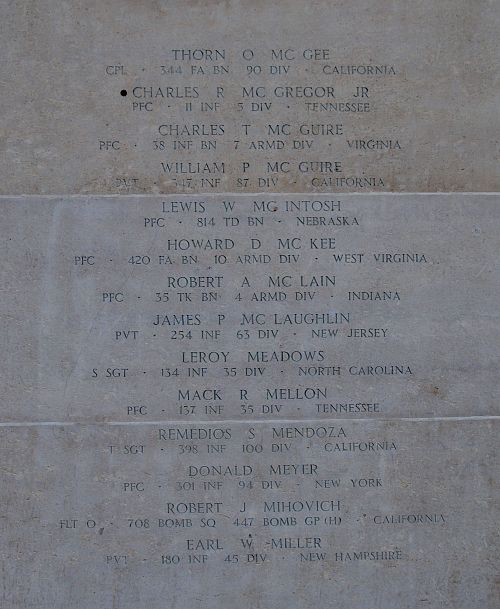 THORN O MC GEE
CPL · 344 FA BN 90 DIV · CALIFORNIA
CHARLES R MC GREGOR JR
PFC · 11 INF 5 DIV · TENNESSEE
CHARLES T MC GUIRE
PFC · 38 INF BN 7 ARMD DIV · VIRGINIA
WILLIAM P MC GUIRE
PVT · 347 INF 87 DIV · CALIFORNIA
LEWIS W MC INTOSH
PFC · 814 TD BN · NEBRASKA
HOWARD D MC KEE
PFC · 420 FA BN 10 ARMD DIV · WEST VIRGINIA
ROBERT A MC LAIN
PFC · 35 TK BN 4 ARMD DIV · INDIANA
JAMES P MC LAUGHLIN
PVT · 254 INF 63 DIV · NEW JERSEY
LEROY MEADOWS
S SGT · 134 INF 35 DIV · NORTH CAROLINA
MACK R MELLON
PFC · 137 INF 35 DIV · TENNESSEE
REMEDIOS S MENDOZA
T SGT · 398 INF 100 DIV · CALIFORNIA
DONALD MEYER
PFC · 301 INF 94 DIV · NEW YORK
ROBERT J MIHOVICH
FLT O · 708 BOMB SQ 447 BOMB GP (H) · CALIFORNIA
EARL W MILLER
PVT · 180 INF 45 DIV · NEW HAMPSHIRE